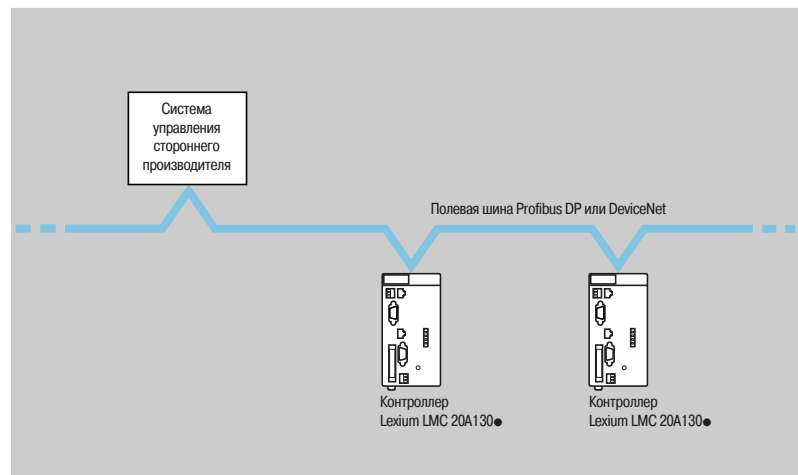 Система
управления
стороннего
производителя
Полевая шина Profibus DP или DeviceNet
Контроллер
Lexium LMC 20A130●
Контроллер
Lexium LMC 20A130●